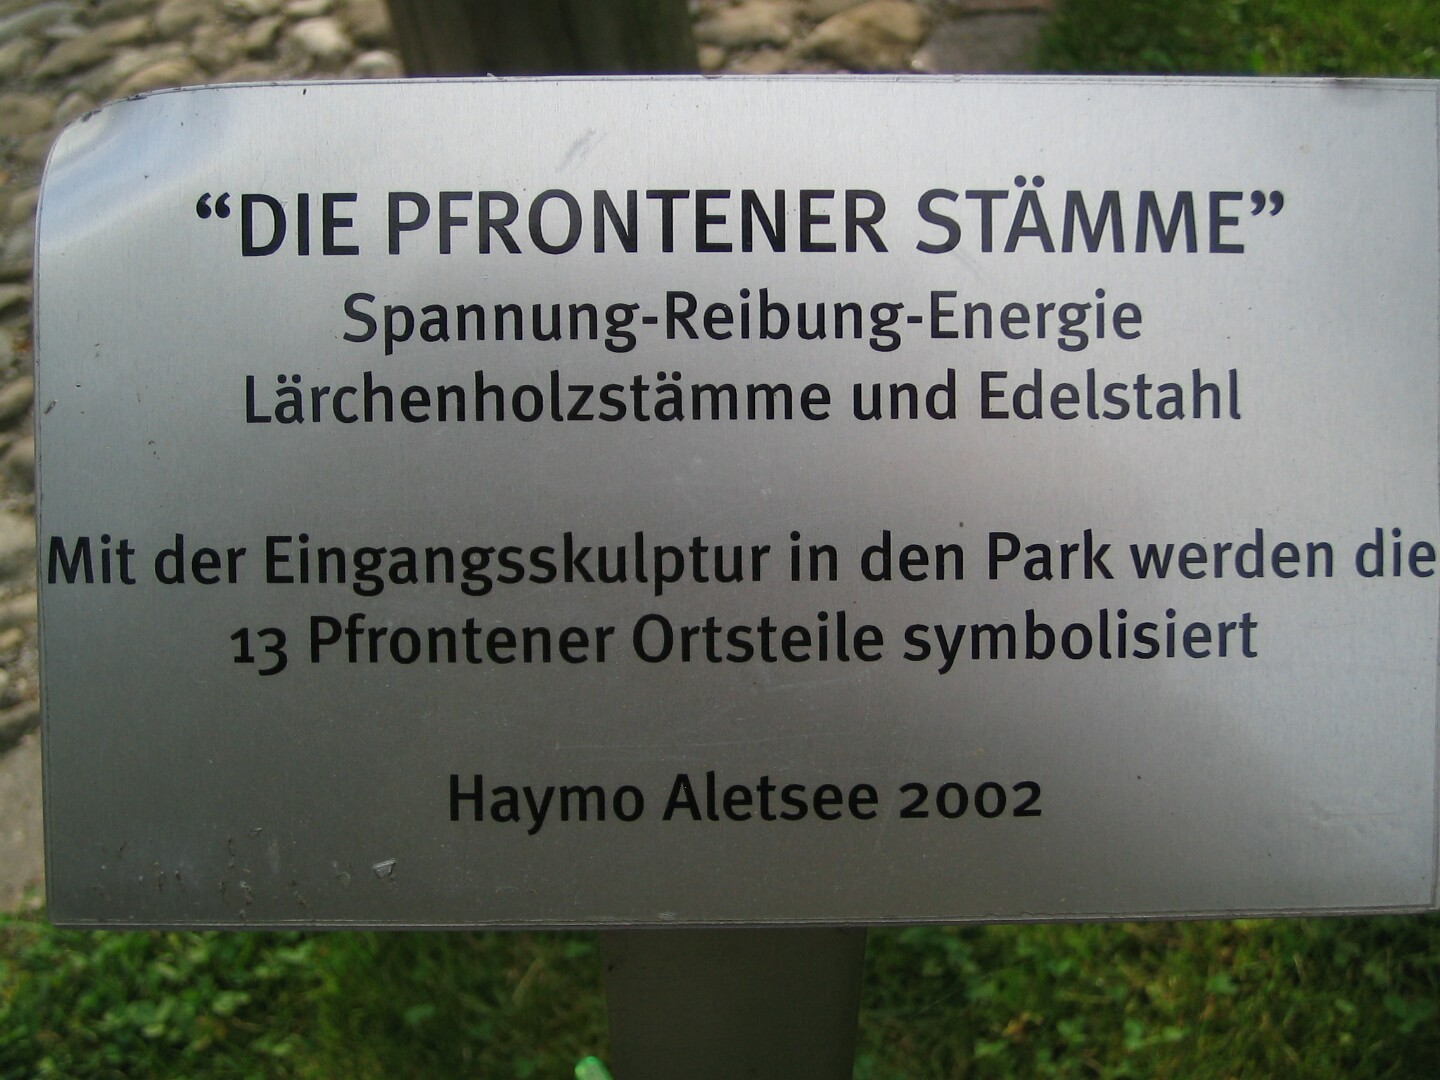 “DIE PFRONTENER STÄMME”
Spannung-Reibung-Energie
Lärchenholzstämme und Edelstahl
Mit der Eingangsskulptur in den Park werden die
13 Pfrontener Ortsteile symbolisiert
Haymo Aletsee 2002